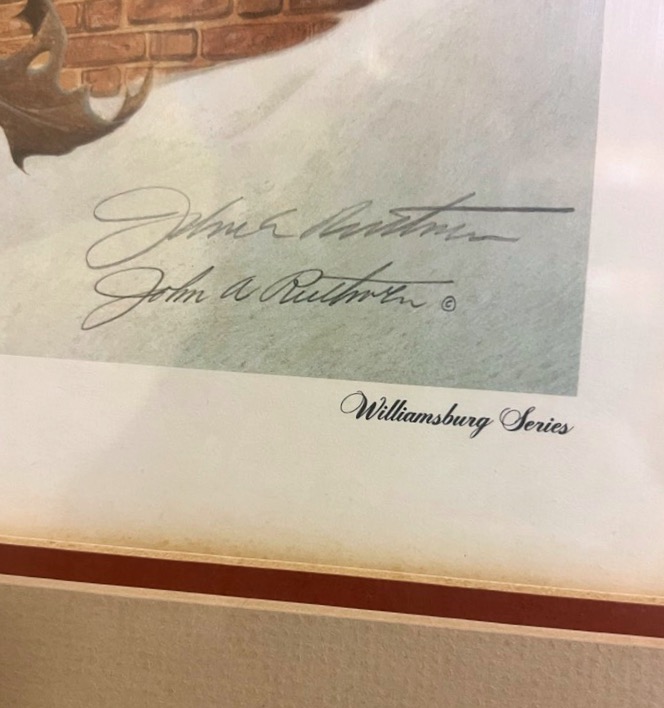 John A Ruthven
John A Ruthven ©
Williamsburg Series